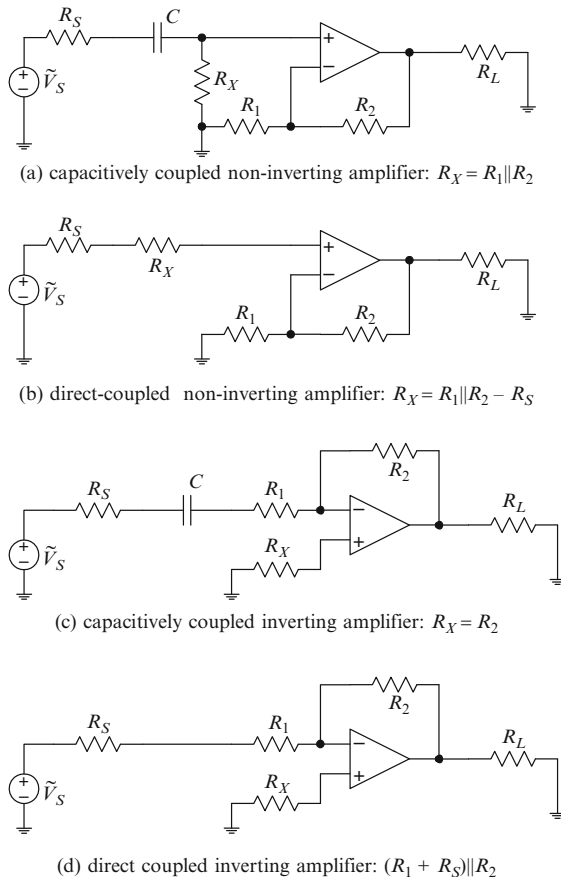 R_S
C
+
R_X
−
R_1
R_2
R_L
+
−
Ṽ_S
(a) capacitively coupled non-inverting amplifier: R_X = R_1||R_2
R_S
R_X
+
−
R_1
R_2
R_L
+
−
Ṽ_S
(b) direct-coupled non-inverting amplifier: R_X = R_1||R_2 − R_S
R_S
C
R_1
R_2
−
+
R_X
R_L
+
−
Ṽ_S
(c) capacitively coupled inverting amplifier: R_X = R_2
R_S
R_1
R_2
−
+
R_X
R_L
+
−
Ṽ_S
(d) direct coupled inverting amplifier: (R_1 + R_S)||R_2